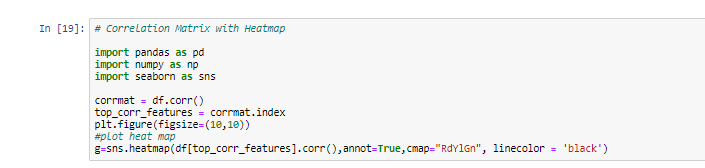 In [19]: # Correlation Matrix with Heatmap
import pandas as pd
import numpy as np
import seaborn as sns
corrmat = df.corr()
top_corr_features = corrmat.index
plt.figure(figsize=(10,10))
#plot heat map
g=sns.heatmap(df[top_corr_features].corr(),annot=True,cmap="RdYlGn", linecolor = 'black')